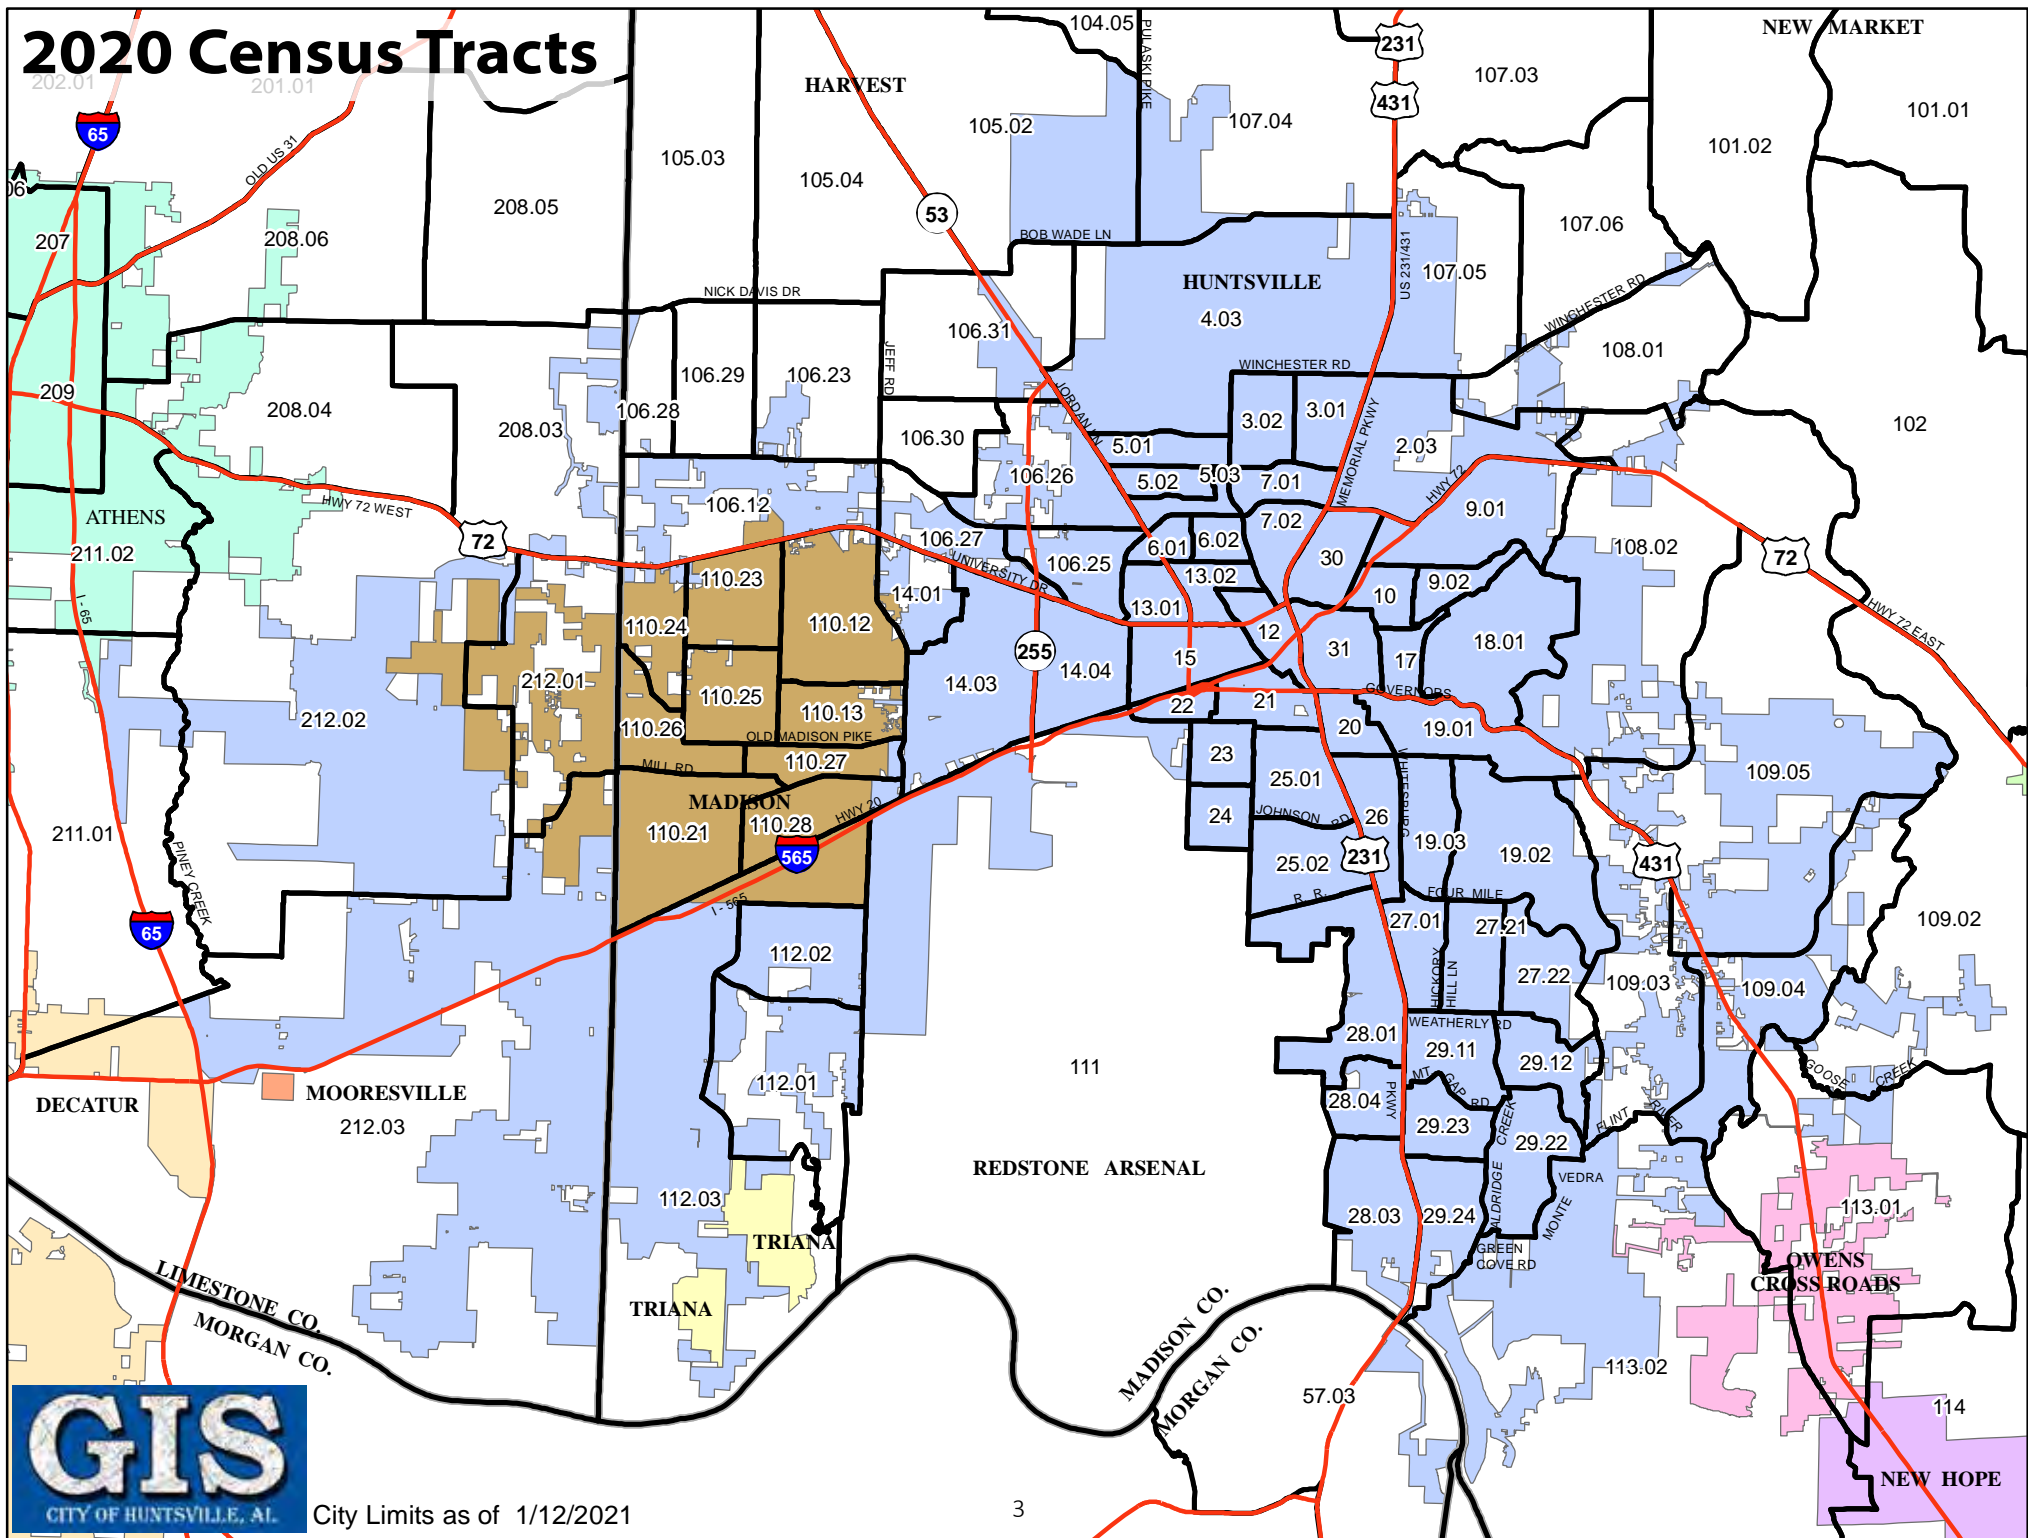 2020 Census Tracts
202.01
201.01
104.05
PULASKI PIKE
231
NEW MARKET
107.03
HARVEST
431
101.01
65
105.02
107.04
OLD US 31
105.03
101.02
105.04
06
208.05
53
207
208.06
BOB WADE LN
107.06
US 231/431
107.05
HUNTSVILLE
NICK DAVIS DR
WINCHESTER RD
4.03
106.31
108.01
JEFF RD
WINCHESTER RD
209
106.29
106.23
208.04
106.28
JORDAN LN
3.02
3.01
102
208.03
106.30
5.01
MEMORIAL PKWY
2.03
106.26
5.02
5.03
7.01
HWY 72
HWY 72 WEST
106.12
9.01
ATHENS
7.02
72
106.27
6.01
6.02
108.02
72
211.02
UNIVERSITY DR
106.25
30
110.23
13.02
9.02
14.01
10
I - 65
13.01
110.24
110.12
12
HWY 72 EAST
18.01
255
31
15
17
212.01
14.03
14.04
110.25
GOVERNORS
22
21
212.02
110.13
110.26
20
19.01
OLD MADISON PIKE
110.27
23
MILL RD
25.01
WHITESBURG
109.05
MADISON
HWY 20
JOHNSON RD
24
26
110.21
110.28
211.01
19.03
565
231
19.02
431
25.02
PINEY CREEK
R. R.
FOUR MILE
I - 565
27.01
27.21
109.02
65
112.02
HICKORY
HILL LN
27.22
109.03
109.04
WEATHERLY RD
28.01
29.11
29.12
111
GOOSE CREEK
112.01
MT GAP RD
MOORESVILLE
DECATUR
28.04
PKWY
212.03
29.23
CREEK
FLINT RIVER
29.22
REDSTONE ARSENAL
VEDRA
112.03
ALDRIDGE
113.01
28.03
29.24
MONTE
TRIANA
GREEN
COVE RD
OWENS
CROSS ROADS
LIMESTONE CO.
TRIANA
MORGAN CO.
MADISON CO.
MORGAN CO.
113.02
57.03
114
GIS
NEW HOPE
CITY OF HUNTSVILLE, AL
City Limits as of 1/12/2021
3